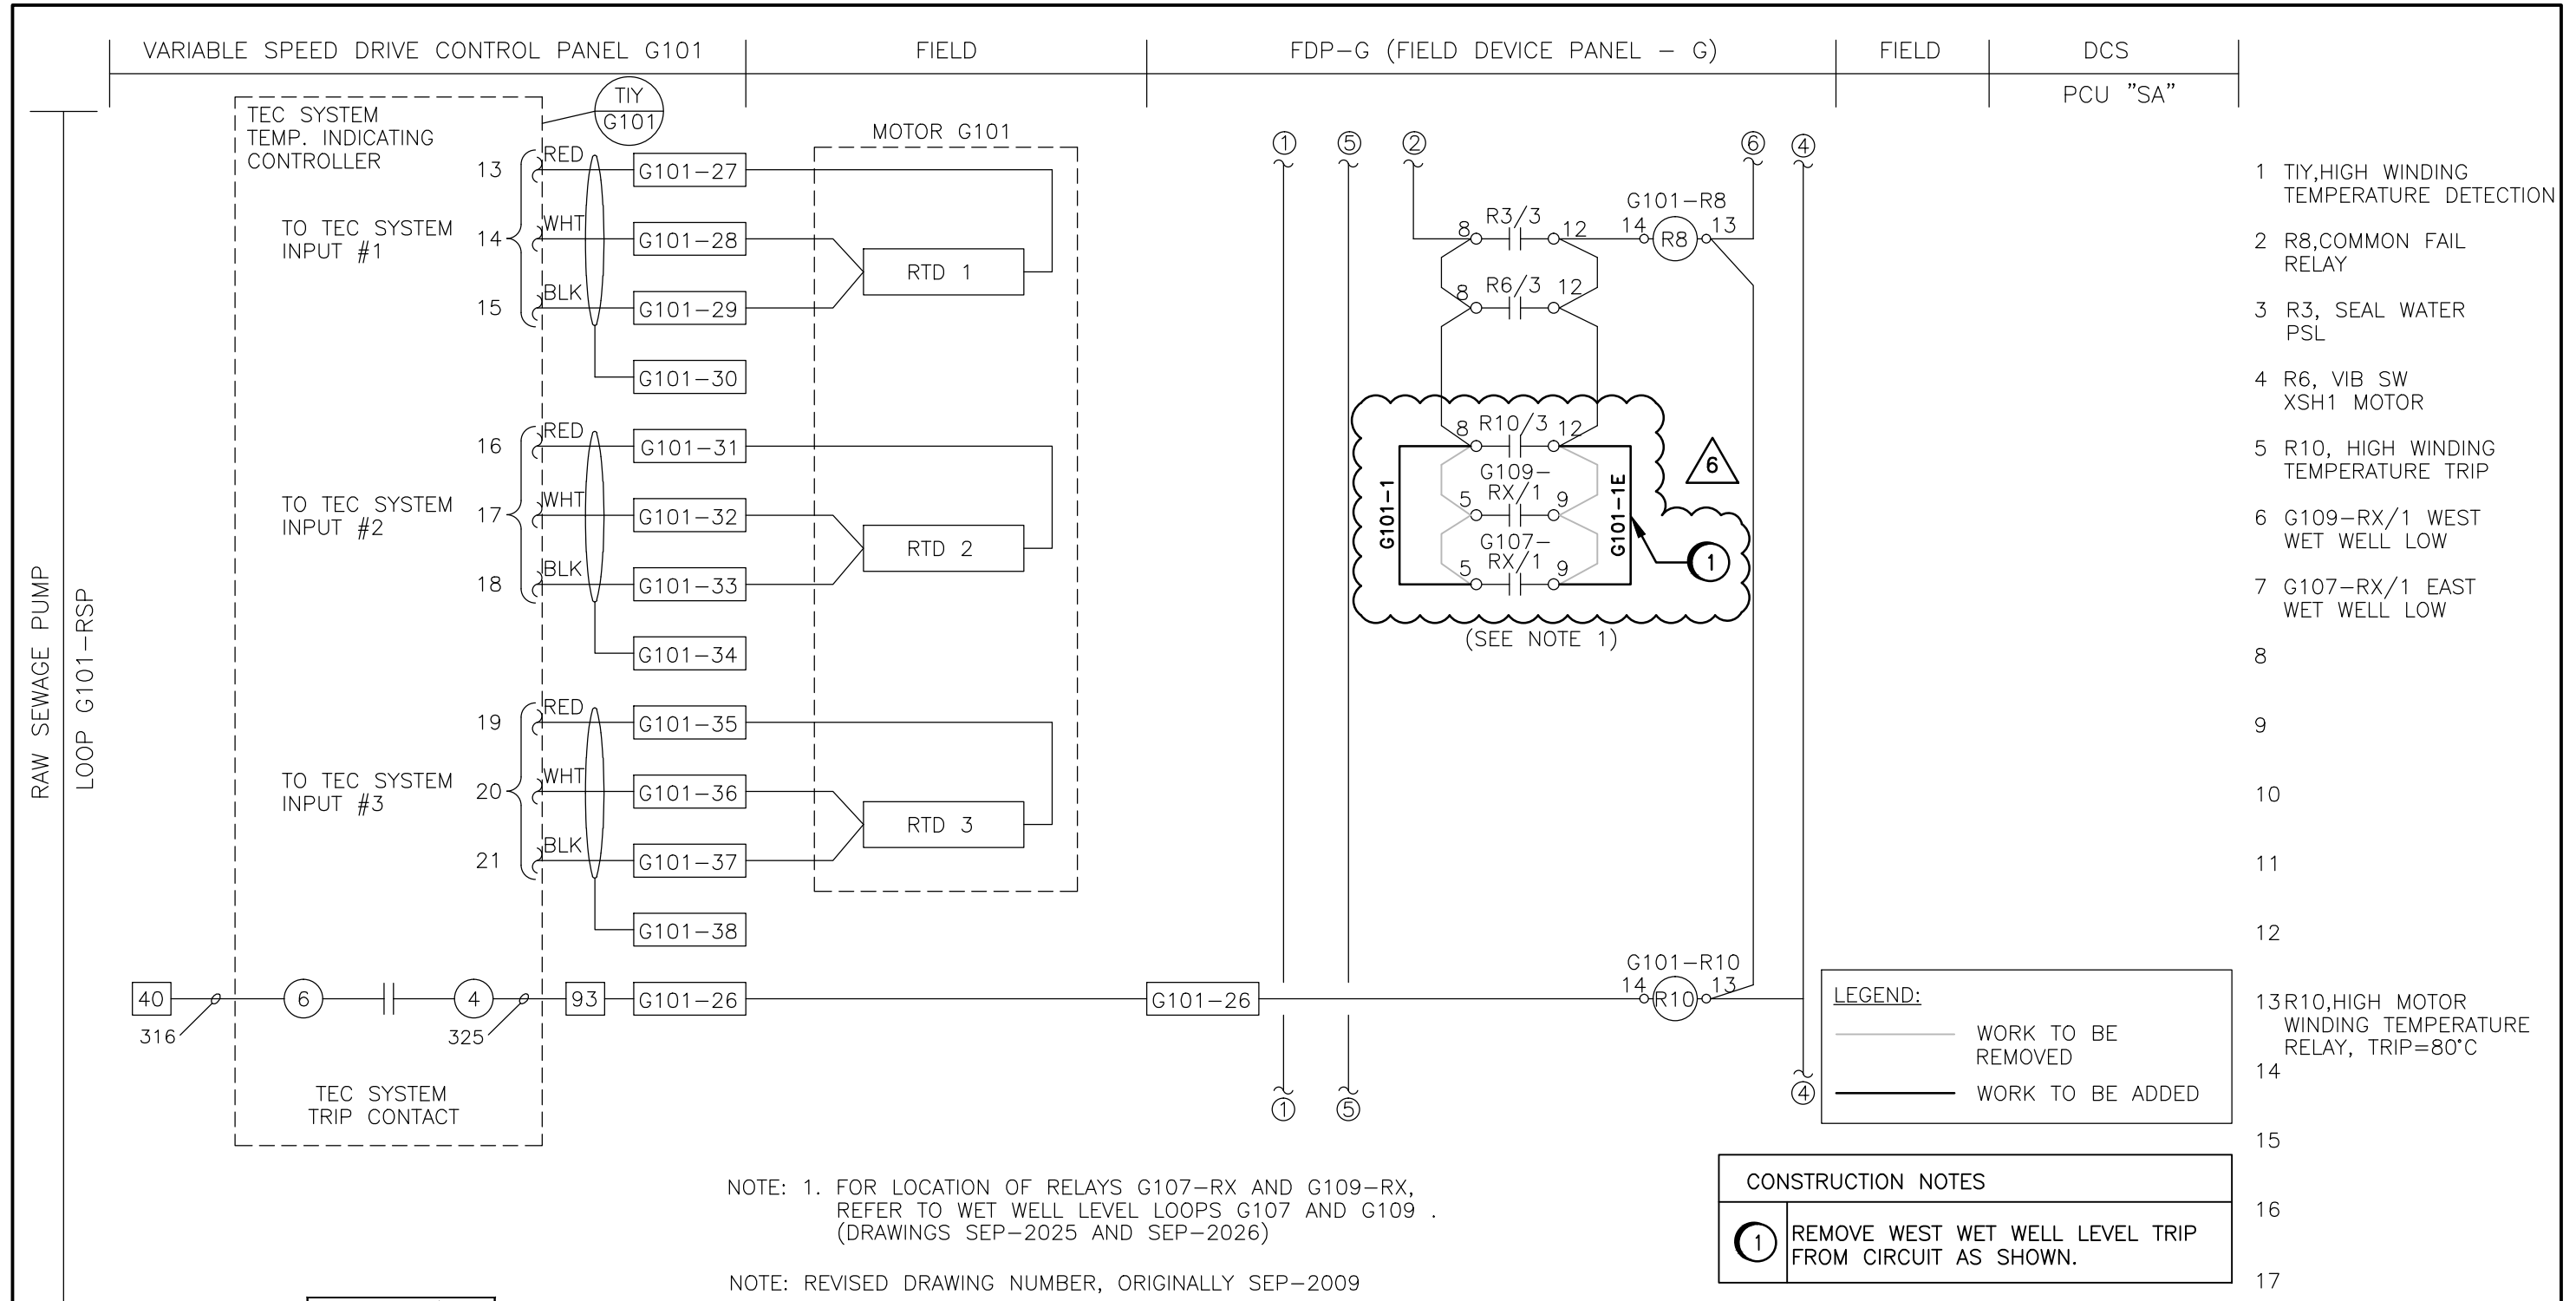 VARIABLE SPEED DRIVE CONTROL PANEL G101
FIELD
FDP-G (FIELD DEVICE PANEL - G)
FIELD
DCS
PCU "SA"
RAW SEWAGE PUMP
LOOP G101-RSP
TEC SYSTEM
TEMP. INDICATING
CONTROLLER
TIY
G101
MOTOR G101
13
RED
G101-27
TO TEC SYSTEM
INPUT #1
14
WHT
G101-28
RTD 1
15
BLK
G101-29
G101-30
16
RED
G101-31
TO TEC SYSTEM
INPUT #2
17
WHT
G101-32
RTD 2
18
BLK
G101-33
G101-34
19
RED
G101-35
TO TEC SYSTEM
INPUT #3
20
WHT
G101-36
RTD 3
21
BLK
G101-37
G101-38
40
316
6
4
325
93
G101-26
G101-26
TEC SYSTEM
TRIP CONTACT
1
5
2
6
4
8
R3/3
12
G101-R8
14
R8
13
8
R6/3
12
8
R10/3
12
G109-
RX/1
5
9
G107-
RX/1
5
9
G101-1
G101-1E
1
6
(SEE NOTE 1)
G101-R10
14
R10
13
1
5
4
1 TIY,HIGH WINDING
TEMPERATURE DETECTION
2 R8,COMMON FAIL
RELAY
3 R3, SEAL WATER
PSL
4 R6, VIB SW
XSH1 MOTOR
5 R10, HIGH WINDING
TEMPERATURE TRIP
6 G109-RX/1 WEST
WET WELL LOW
7 G107-RX/1 EAST
WET WELL LOW
8
9
10
11
12
13 R10,HIGH MOTOR
WINDING TEMPERATURE
RELAY, TRIP=80°C
14
15
16
17
LEGEND:
WORK TO BE
REMOVED
WORK TO BE ADDED
CONSTRUCTION NOTES
1 REMOVE WEST WET WELL LEVEL TRIP
FROM CIRCUIT AS SHOWN.
NOTE: 1. FOR LOCATION OF RELAYS G107-RX AND G109-RX,
REFER TO WET WELL LEVEL LOOPS G107 AND G109 .
(DRAWINGS SEP-2025 AND SEP-2026)
NOTE: REVISED DRAWING NUMBER, ORIGINALLY SEP-2009